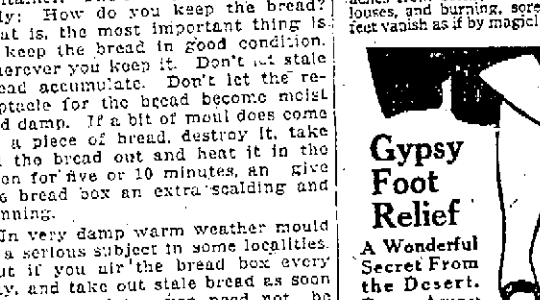 ly: How do you keep the bread?
at is, the most important thing is
keep the bread in good condition.
herever you keep it. Don't let stale
ead accumulate. Don't let the re-
ptacle for the bread become moist
d damp. If a bit of moul does come
a piece of bread, destroy it, take
the bread out and heat it in the
en for five or 10 minutes, an give
bread box an extra scalding and
nning.
In very damp warm weather mould
a serious subject in some localities.
ut if you air the bread box every
y, and take out stale bread as soon
need not be
louses, and burning, sore
feet vanish as if by magic!
Gypsy
Foot
Relief
A Wonderful
Secret From
the Desert.